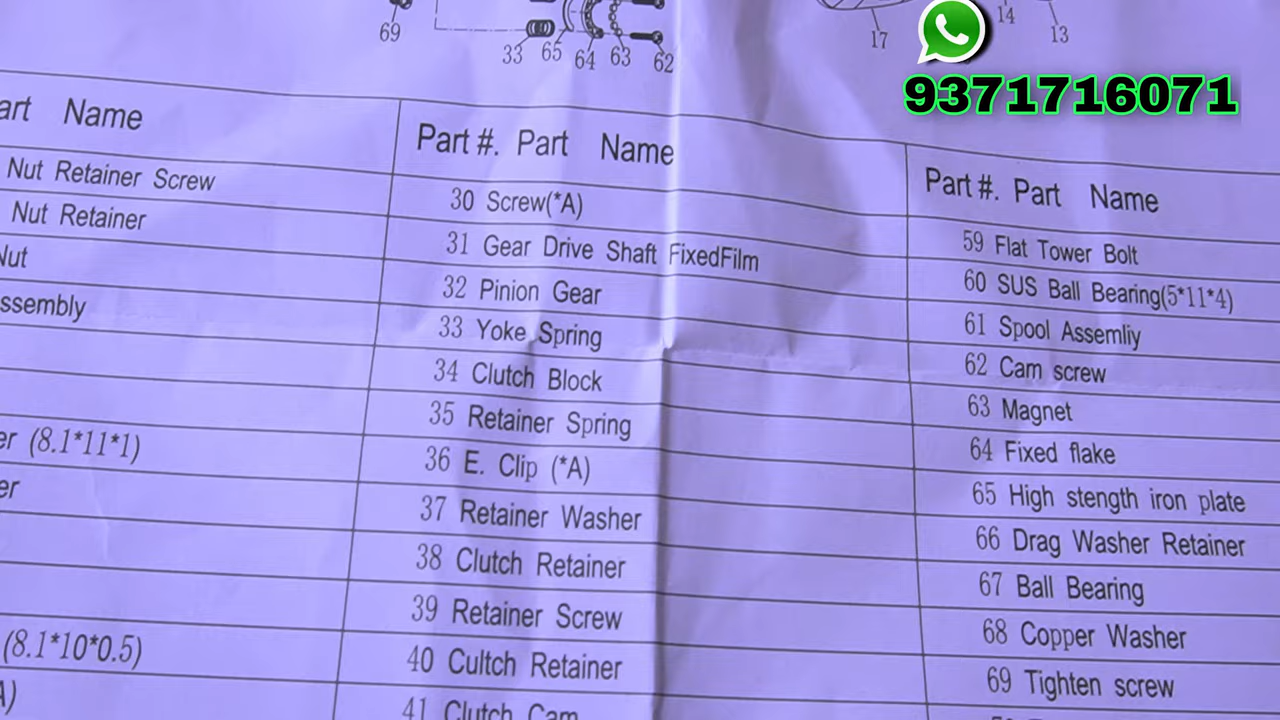 69
33 65 64 63 62
17
14
13
9371716071
art Name
Nut Retainer Screw
Nut Retainer
Nut
ssembly
er (8.1*11*1)
er
(8.1*10*0.5)
A)
Part #. Part Name
30 Screw(*A)
31 Gear Drive Shaft FixedFilm
32 Pinion Gear
33 Yoke Spring
34 Clutch Block
35 Retainer Spring
36 E. Clip (*A)
37 Retainer Washer
38 Clutch Retainer
39 Retainer Screw
40 Cultch Retainer
41 Clutch Cam
Part #. Part Name
59 Flat Tower Bolt
60 SUS Ball Bearing(5*11*4)
61 Spool Assemliy
62 Cam screw
63 Magnet
64 Fixed flake
65 High stength iron plate
66 Drag Washer Retainer
67 Ball Bearing
68 Copper Washer
69 Tighten screw